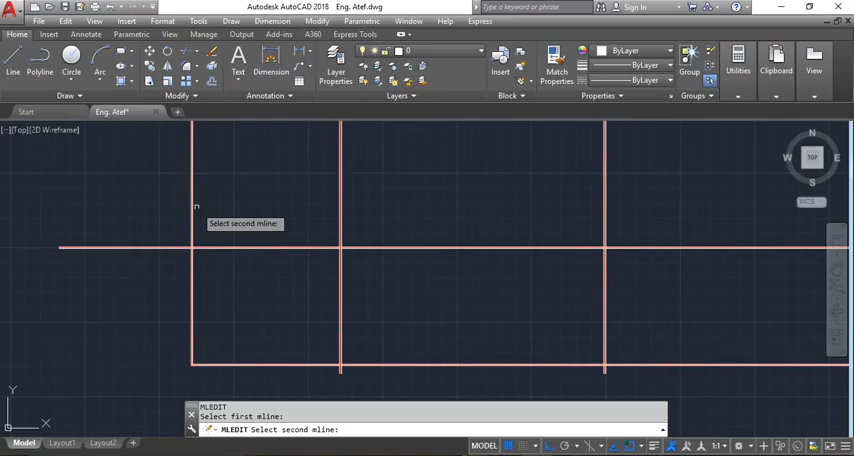 Autodesk AutoCAD 2018 Eng. Atef.dwg
Type a keyword or phrase
Sign In
File Edit View Insert Format Tools Draw Dimension Modify Parametric Window Help Express
Home Insert Annotate Parametric View Manage Output Add-ins A360 Express Tools
Line Polyline Circle Arc
Text Dimension
Layer Properties
0
Insert
Match Properties
ByLayer
ByLayer
ByLayer
Group
Utilities
Clipboard
View
Draw Modify Annotation Layers Block Properties Groups
Start Eng. Atef*
[−][Top][2D Wireframe]
N
W TOP E
S
WCS
Select second mline:
Y
X
MLEDIT
Select first mline:
MLEDIT Select second mline:
Model Layout1 Layout2 +
MODEL 1:1